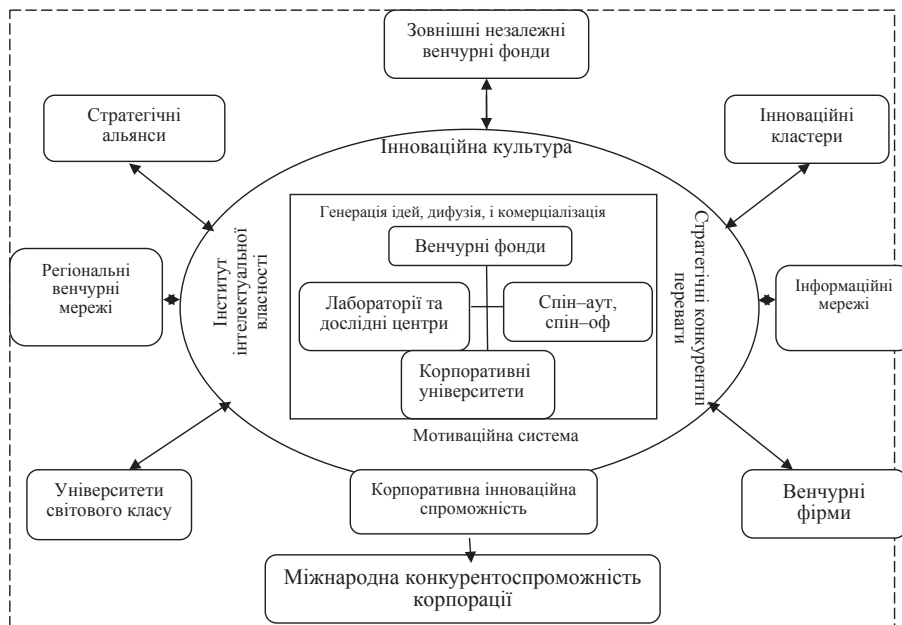 Зовнішні незалежні
венчурні фонди
Стратегічні
альянси
Інноваційні
кластери
Інноваційна культура
Генерація ідей, дифузія, і комерціалізація
Венчурні фонди
Регіональні
венчурні
мережі
Інститут
інтелектуальної
власності
Лабораторії та
дослідні центри
Спін–аут,
спін–оф
Стратегічні конкурентні
переваги
Інформаційні
мережі
Корпоративні
університети
Мотиваційна система
Університети
світового класу
Корпоративна інноваційна
спроможність
Венчурні
фірми
Міжнародна конкурентоспроможність
корпорації